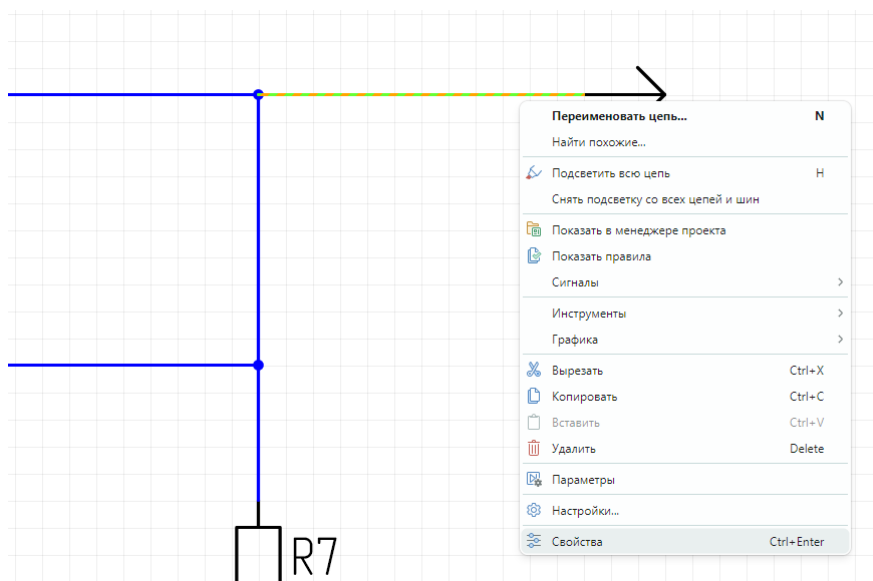 Переименовать цепь... N
Найти похожие...
Подсветить всю цепь H
Снять подсветку со всех цепей и шин
Показать в менеджере проекта
Показать правила
Сигналы
Инструменты
Графика
Вырезать Ctrl+X
Копировать Ctrl+C
Вставить Ctrl+V
Удалить Delete
Параметры
Настройки...
Свойства Ctrl+Enter
R7